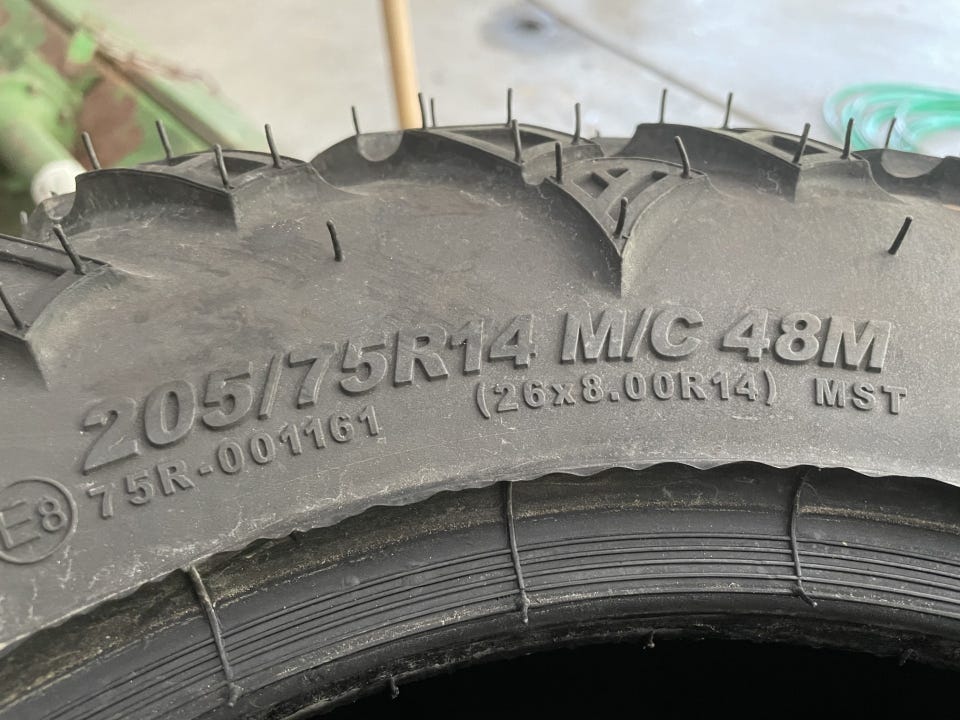 205/75R14 M/C 48M
(26x8.00R14) MST
E8 75R-001161